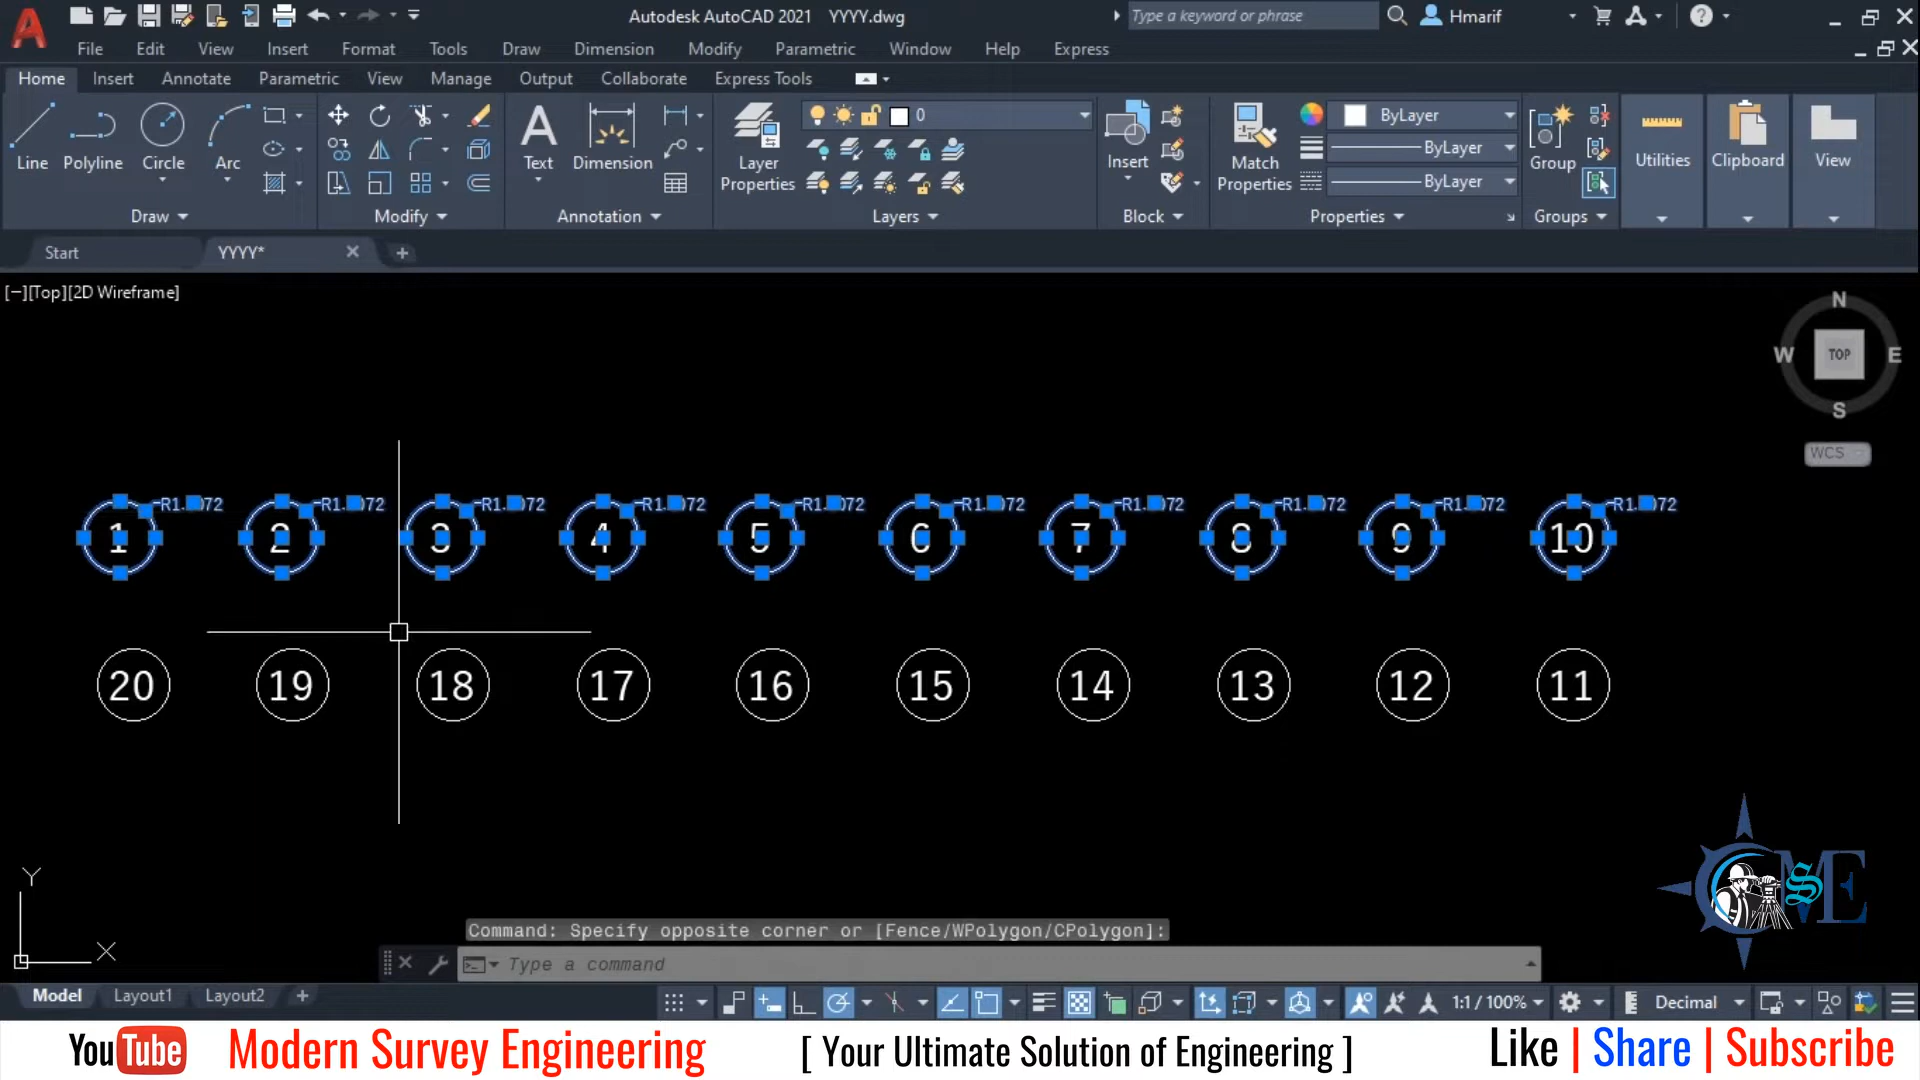 Autodesk AutoCAD 2021 YYYY.dwg
Type a keyword or phrase
Hmarif
File Edit View Insert Format Tools Draw Dimension Modify Parametric Window Help Express
Home Insert Annotate Parametric View Manage Output Collaborate Express Tools
Line Polyline Circle Arc
Text Dimension
Layer Properties
0
Insert
Match Properties
ByLayer
ByLayer
ByLayer
Group
Utilities
Clipboard
View
Draw Modify Annotation Layers Block Properties Groups
Start YYYY*
[−][Top][2D Wireframe]
N
W TOP E
S
WCS
1 2 3 4 5 6 7 8 9 10
20 19 18 17 16 15 14 13 12 11
Y
X
Command: Specify opposite corner or [Fence/WPolygon/CPolygon]:
Type a command
Model Layout1 Layout2
1:1 / 100% Decimal
MSE
YouTube Modern Survey Engineering [ Your Ultimate Solution of Engineering ] Like | Share | Subscribe